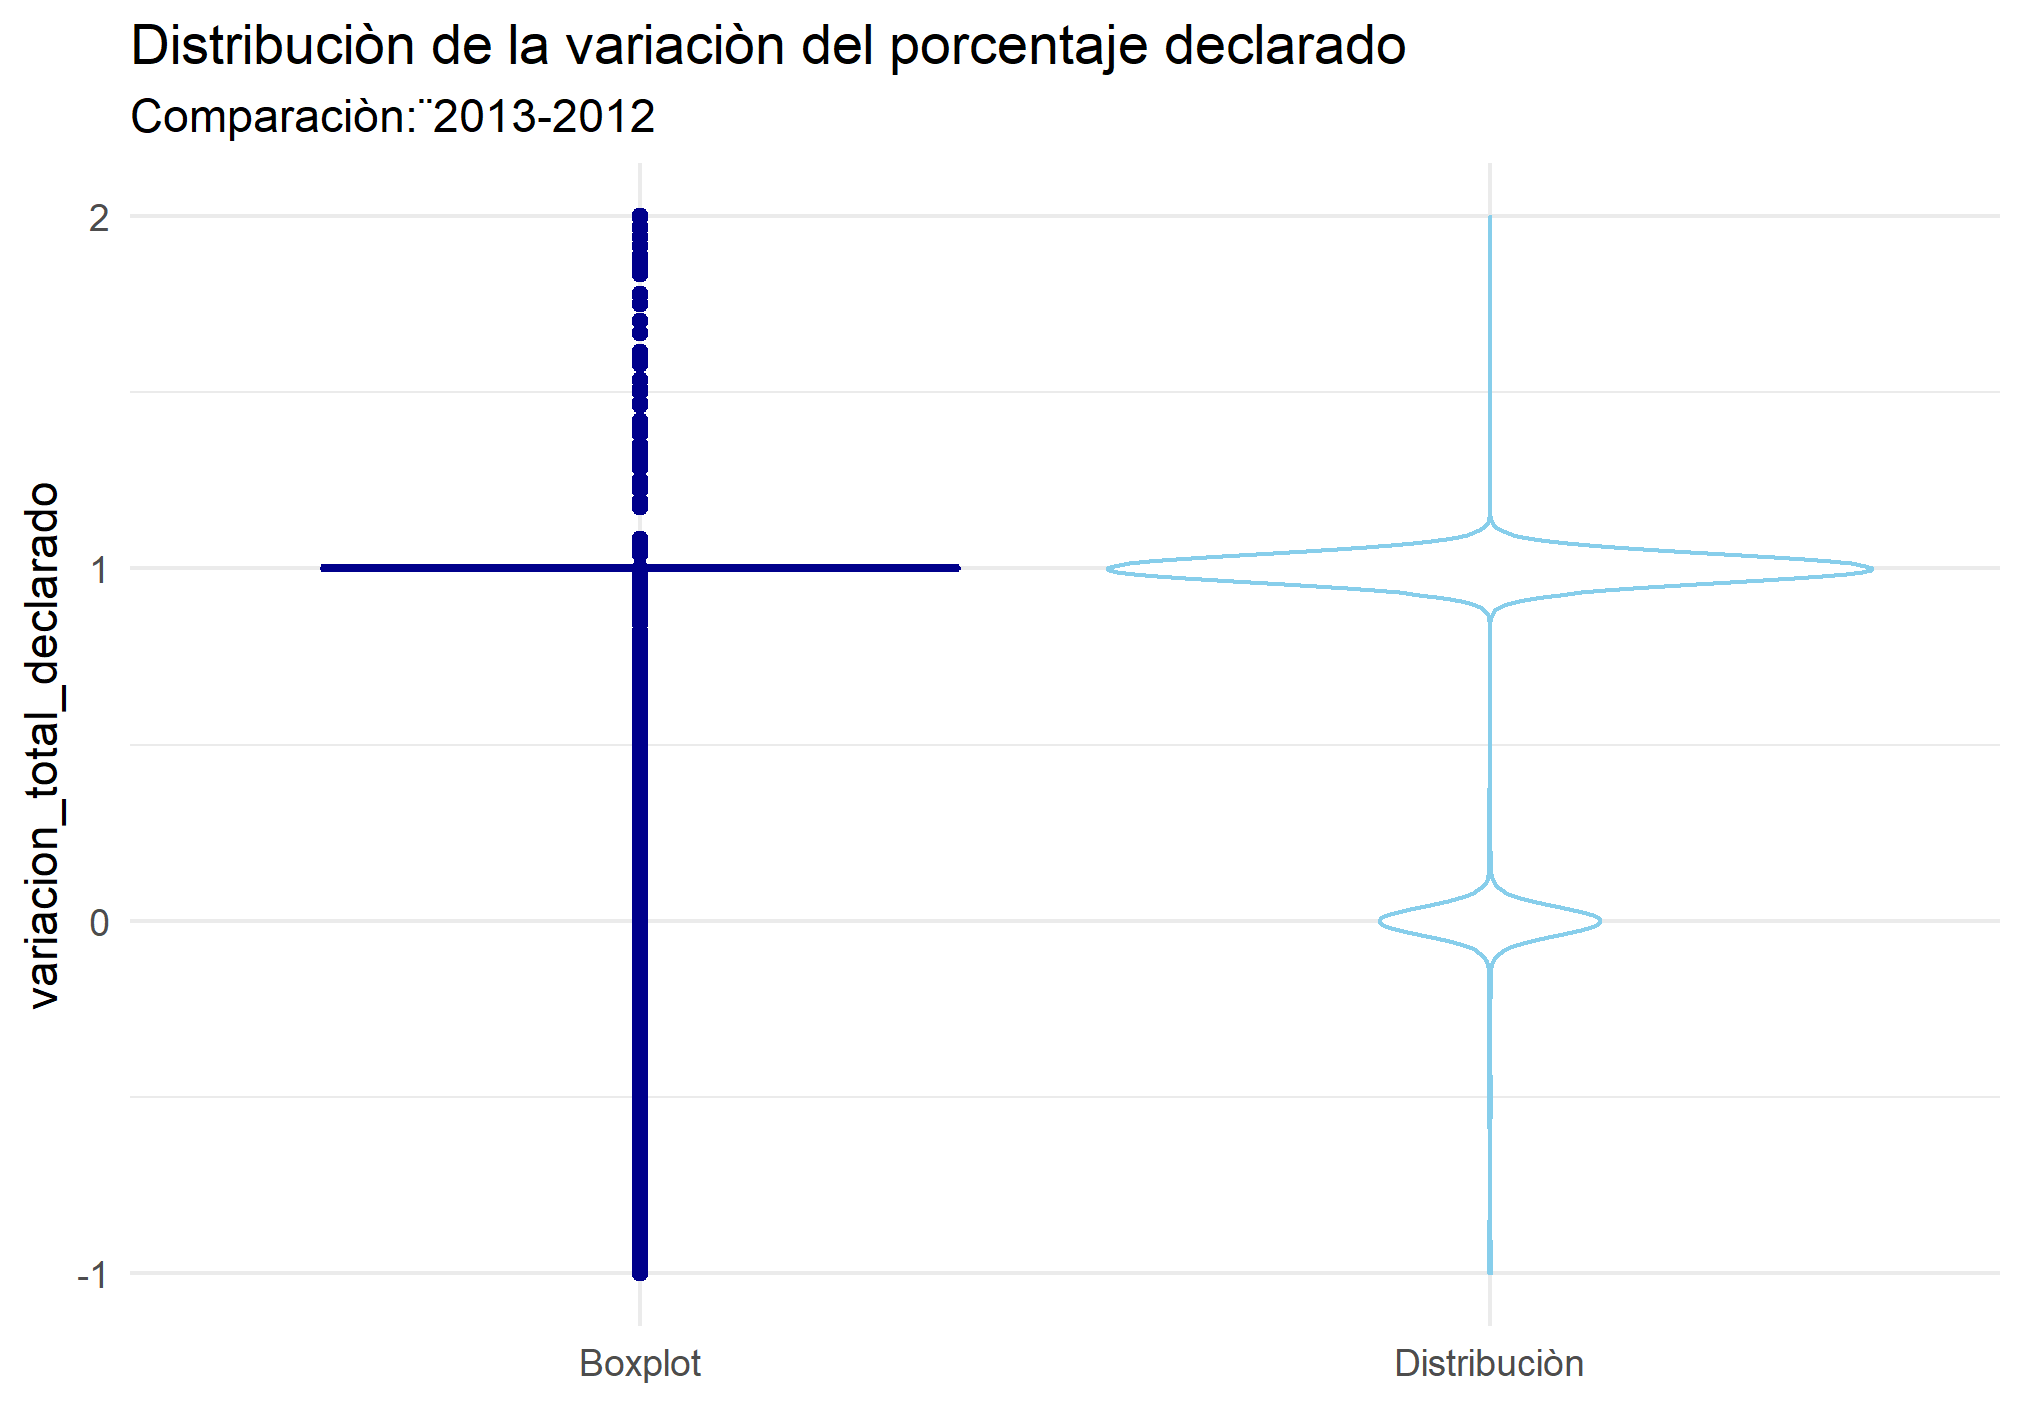 Distribuciòn de la variaciòn del porcentaje declarado
Comparaciòn:¨2013-2012
variacion_total_declarado
2
1
0
-1
Boxplot
Distribuciòn